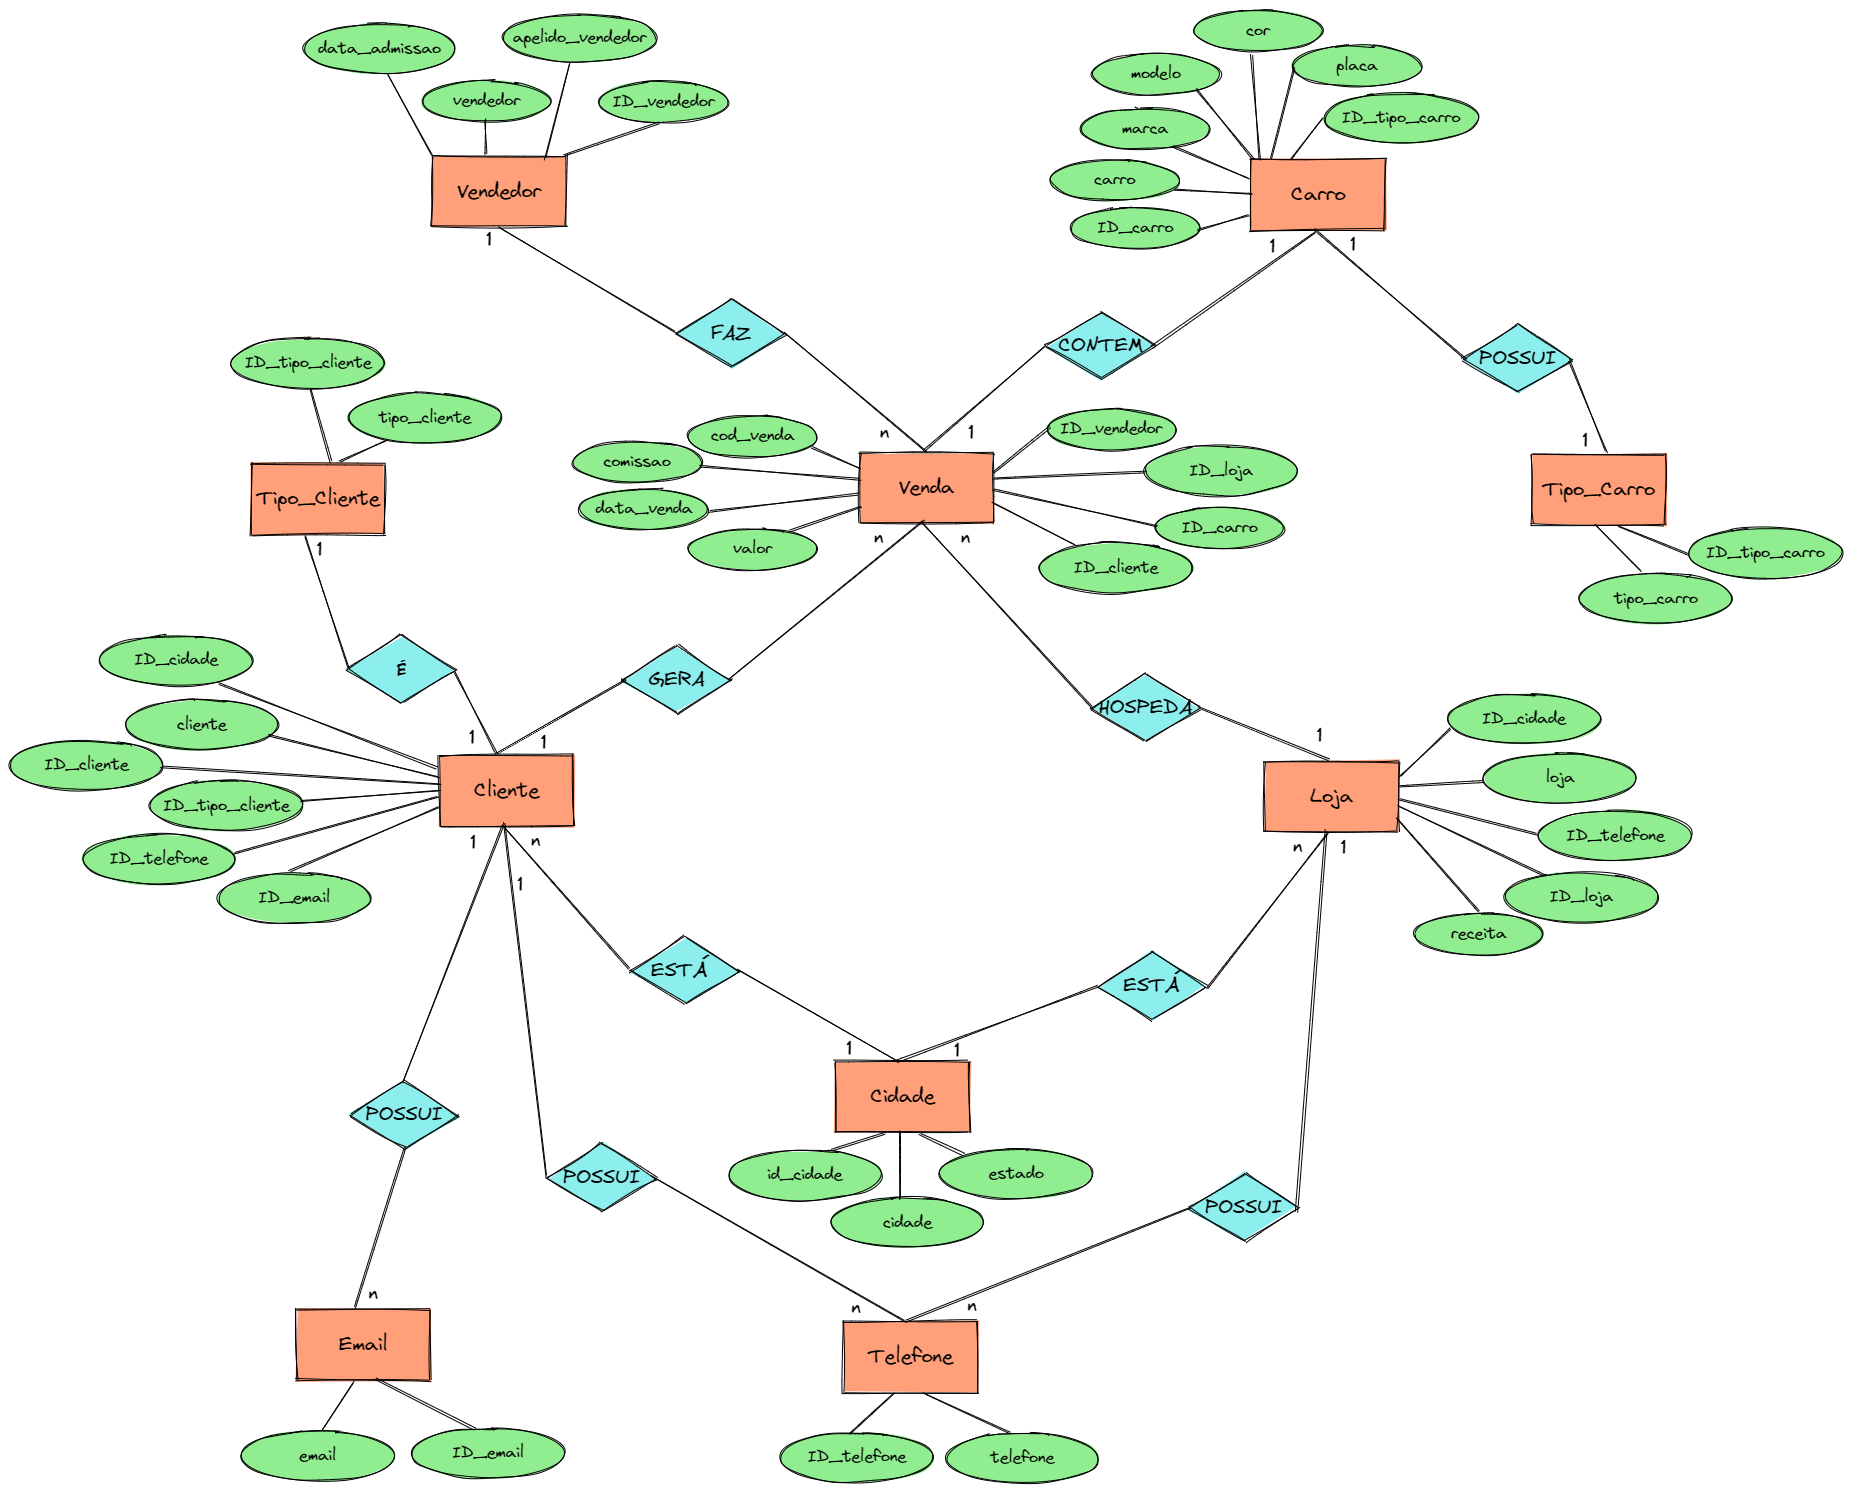 cor
apelido_vendedor
data_admissao
placa
modelo
vendedor
ID_vendedor
ID_tipo_carro
marca
carro
Vendedor
Carro
ID_carro
1
1
1
FAZ
CONTEM
POSSUI
ID_tipo_cliente
tipo_cliente
n
1
ID_vendedor
cod_venda
1
comissao
ID_loja
Tipo_Cliente
Venda
Tipo_Carro
data_venda
ID_carro
1
valor
n
n
ID_cliente
ID_tipo_carro
tipo_carro
ID_cidade
É
GERA
HOSPEDA
ID_cidade
cliente
1
1
1
ID_cliente
loja
Cliente
Loja
ID_tipo_cliente
ID_telefone
1
n
n
1
ID_telefone
1
ID_email
ID_loja
receita
ESTÁ
ESTÁ
1
1
Cidade
POSSUI
POSSUI
id_cidade
estado
POSSUI
cidade
n
n
n
Email
Telefone
email
ID_email
ID_telefone
telefone